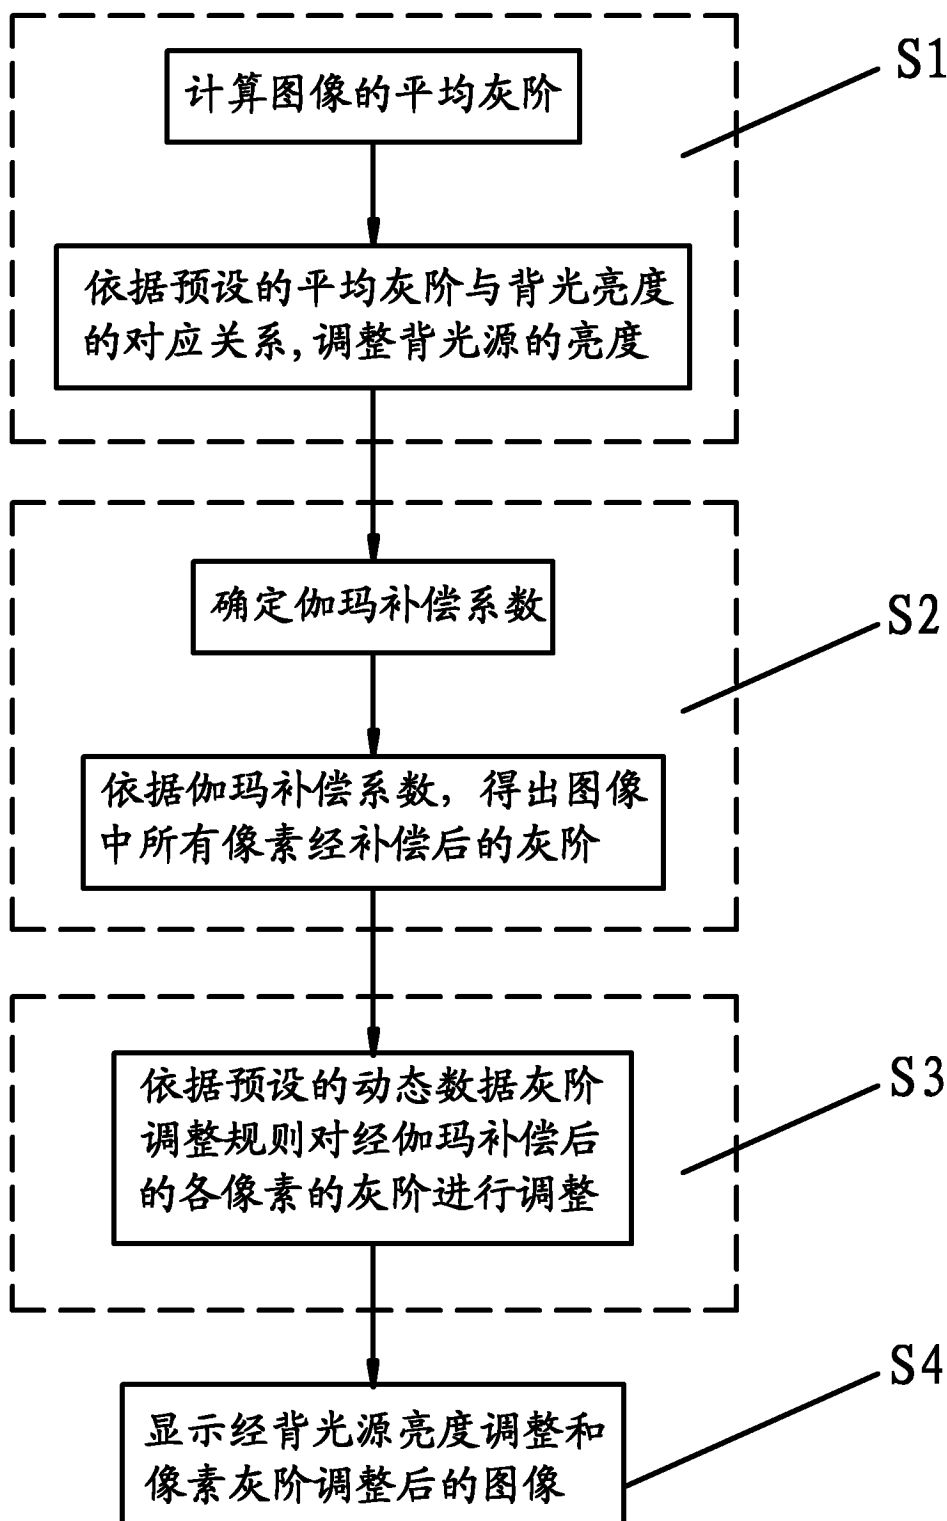 S1
计算图像的平均灰阶
依据预设的平均灰阶与背光亮度
的对应关系,调整背光源的亮度
S2
确定伽玛补偿系数
依据伽玛补偿系数，得出图像
中所有像素经补偿后的灰阶
S3
依据预设的动态数据灰阶
调整规则对经伽玛补偿后
的各像素的灰阶进行调整
S4
显示经背光源亮度调整和
像素灰阶调整后的图像